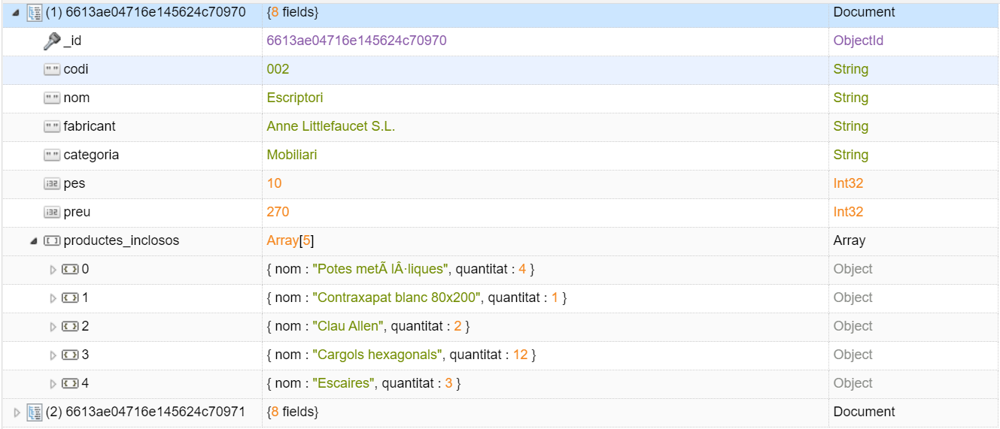 (1) 6613ae04716e145624c70970 {8 fields} Document
_id 6613ae04716e145624c70970 ObjectId
codi 002 String
nom Escriptori String
fabricant Anne Littlefaucet S.L. String
categoria Mobiliari String
pes 10 Int32
preu 270 Int32
productes_inclosos Array[5] Array
0 { nom : "Potes metÃ lÂ·liques", quantitat : 4 } Object
1 { nom : "Contraxapat blanc 80x200", quantitat : 1 } Object
2 { nom : "Clau Allen", quantitat : 2 } Object
3 { nom : "Cargols hexagonals", quantitat : 12 } Object
4 { nom : "Escaires", quantitat : 3 } Object
(2) 6613ae04716e145624c70971 {8 fields} Document